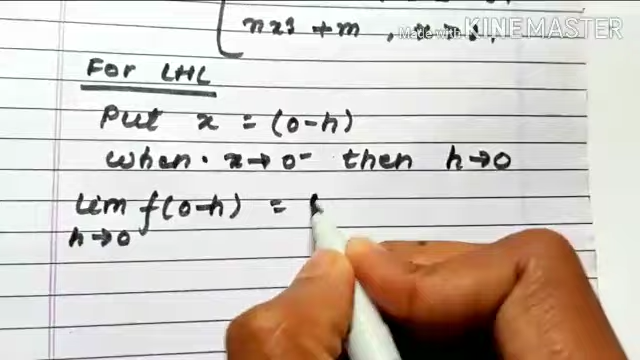 nx3 + m ,
Made with KINEMASTER
For LHL
Put x = (0-h)
when. x→0- then h→0
Lim f(0-h) =
h→0